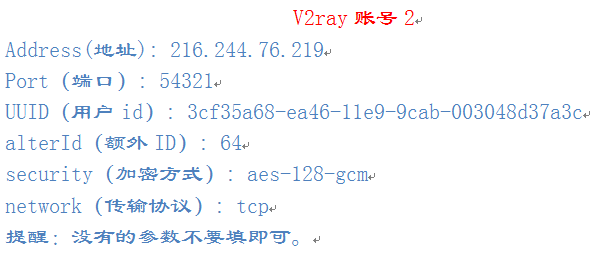 V2ray 账号 2
Address(地址): 216.244.76.219
Port (端口): 54321
UUID (用户 id): 3cf35a68-ea46-11e9-9cab-003048d37a3c
alterId (额外 ID): 64
security (加密方式): aes-128-gcm
network (传输协议): tcp
提醒：没有的参数不要填即可。